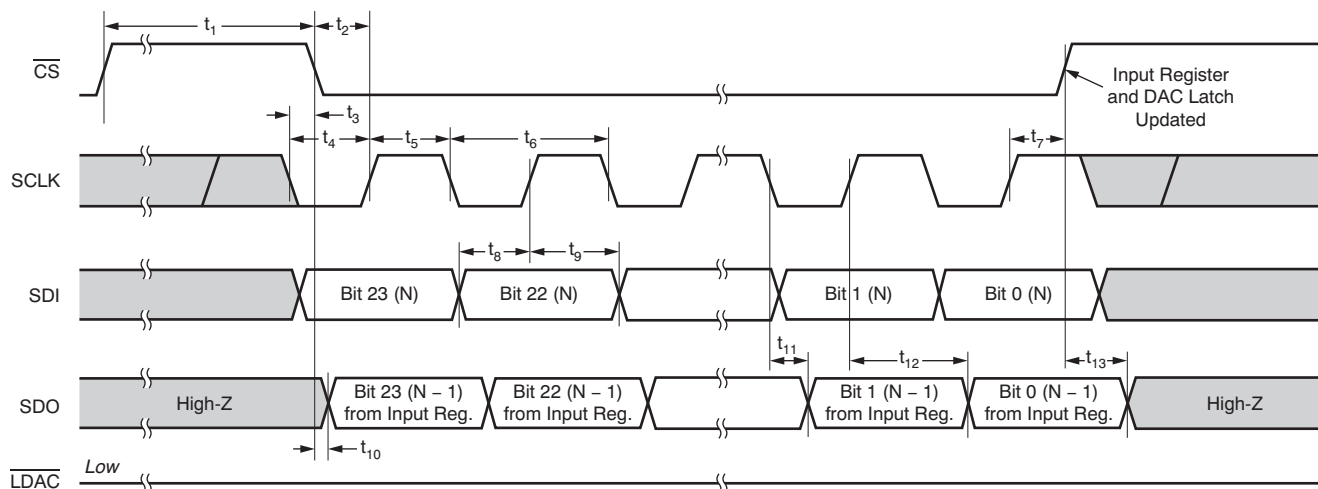 t1
t2
CS
Input Register
and DAC Latch
Updated
t3
t4
t5
t6
t7
SCLK
t8
t9
SDI
Bit 23 (N)
Bit 22 (N)
Bit 1 (N)
Bit 0 (N)
t11
t12
t13
SDO
High-Z
Bit 23 (N − 1)
from Input Reg.
Bit 22 (N − 1)
from Input Reg.
Bit 1 (N − 1)
from Input Reg.
Bit 0 (N − 1)
from Input Reg.
High-Z
t10
LDAC
Low